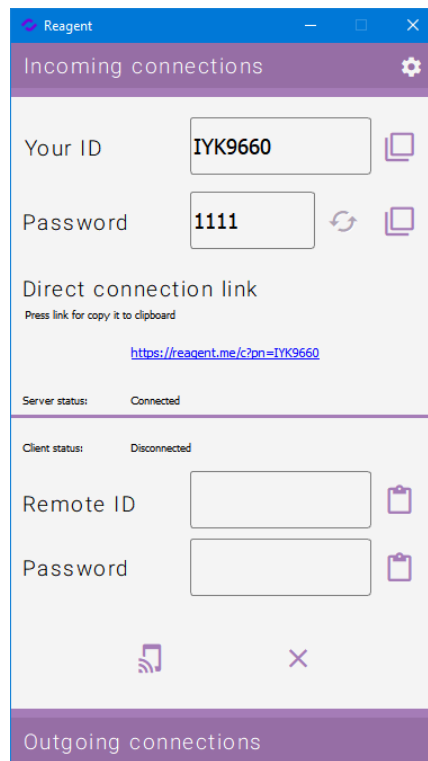 Reagent
Incoming connections
Your ID
IYK9660
Password
1111
Direct connection link
Press link for copy it to clipboard
https://reagent.me/c?pn=IYK9660
Server status: Connected
Client status: Disconnected
Remote ID
Password
Outgoing connections